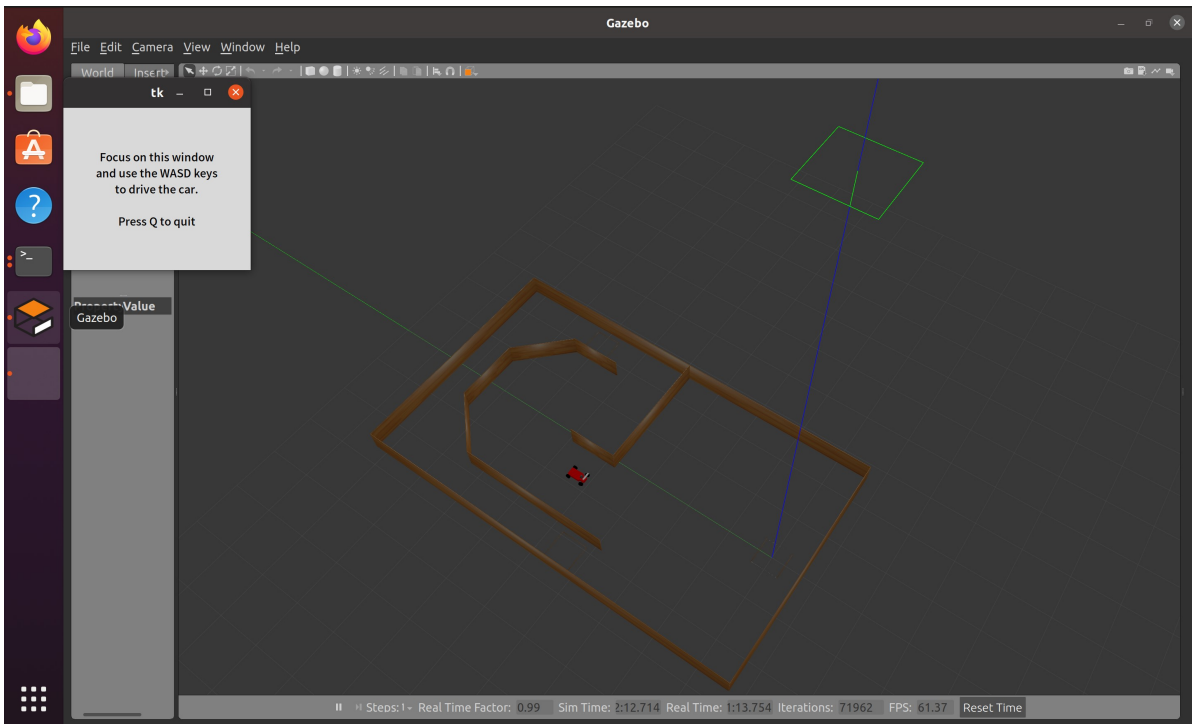 Gazebo
File Edit Camera View Window Help
World Insert
tk
Focus on this window
and use the WASD keys
to drive the car.
Press Q to quit
Value
Gazebo
Steps: 1 Real Time Factor: 0.99 Sim Time: 2:12.714 Real Time: 1:13.754 Iterations: 71962 FPS: 61.37 Reset Time